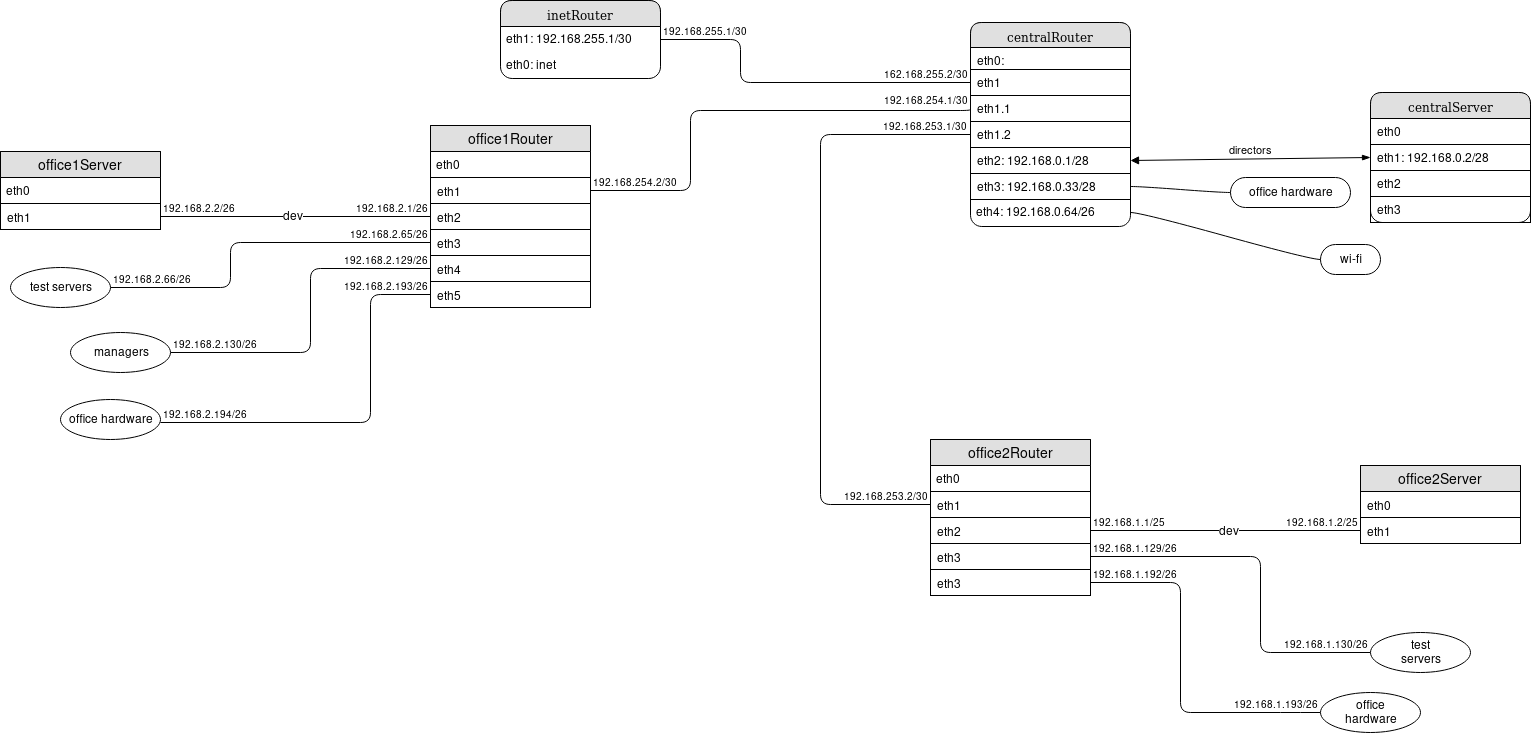 inetRouter
eth1: 192.168.255.1/30
eth0: inet
192.168.255.1/30
centralRouter
eth0:
eth1
eth1.1
eth1.2
eth2: 192.168.0.1/28
eth3: 192.168.0.33/28
eth4: 192.168.0.64/26
162.168.255.2/30
192.168.254.1/30
192.168.253.1/30
directors
office hardware
wi-fi
centralServer
eth0
eth1: 192.168.0.2/28
eth2
eth3
office1Server
eth0
eth1
192.168.2.2/26
dev
192.168.2.1/26
office1Router
eth0
eth1
eth2
eth3
eth4
eth5
192.168.254.2/30
192.168.2.65/26
192.168.2.129/26
192.168.2.193/26
test servers
192.168.2.66/26
managers
192.168.2.130/26
office hardware
192.168.2.194/26
office2Router
eth0
eth1
eth2
eth3
eth3
192.168.253.2/30
192.168.1.1/25
dev
192.168.1.2/25
192.168.1.129/26
192.168.1.192/26
office2Server
eth0
eth1
192.168.1.130/26
test
servers
192.168.1.193/26
office
hardware